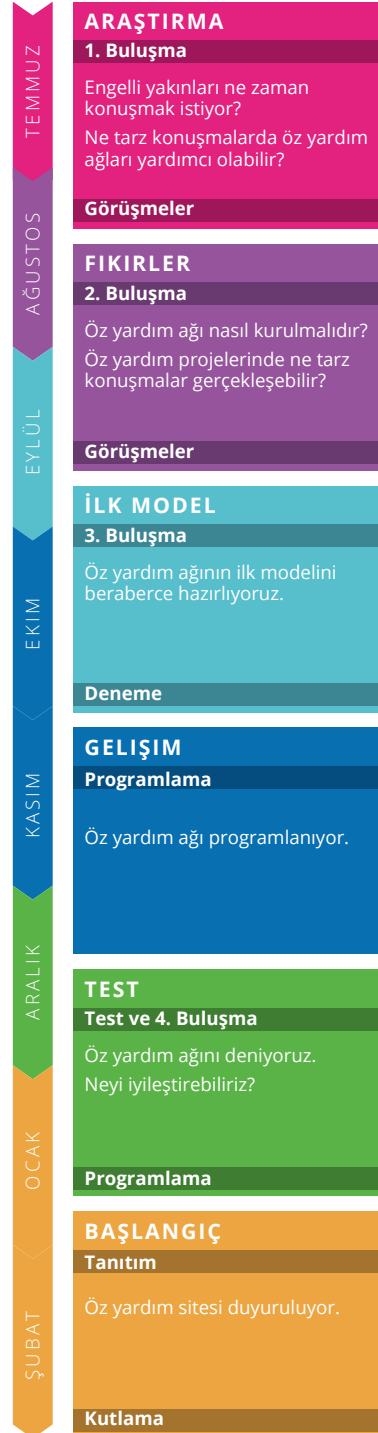 TEMMUZ
AĞUSTOS
EYLÜL
EKIM
KASIM
ARALIK
OCAK
ŞUBAT
ARAŞTIRMA
1. Buluşma
Engelli yakınları ne zaman
konuşmak istiyor?
Ne tarz konuşmalarda öz yardım
ağları yardımcı olabilir?
Görüşmeler
FIKIRLER
2. Buluşma
Öz yardım ağı nasıl kurulmalıdır?
Öz yardım projelerinde ne tarz
konuşmalar gerçekleşebilir?
Görüşmeler
İLK MODEL
3. Buluşma
Öz yardım ağının ilk modelini
beraberce hazırlıyoruz.
Deneme
GELIŞIM
Programlama
Öz yardım ağı programlanıyor.
TEST
Test ve 4. Buluşma
Öz yardım ağını deniyoruz.
Neyi iyileştirebiliriz?
Programlama
BAŞLANGIÇ
Tanıtım
Öz yardım sitesi duyuruluyor.
Kutlama